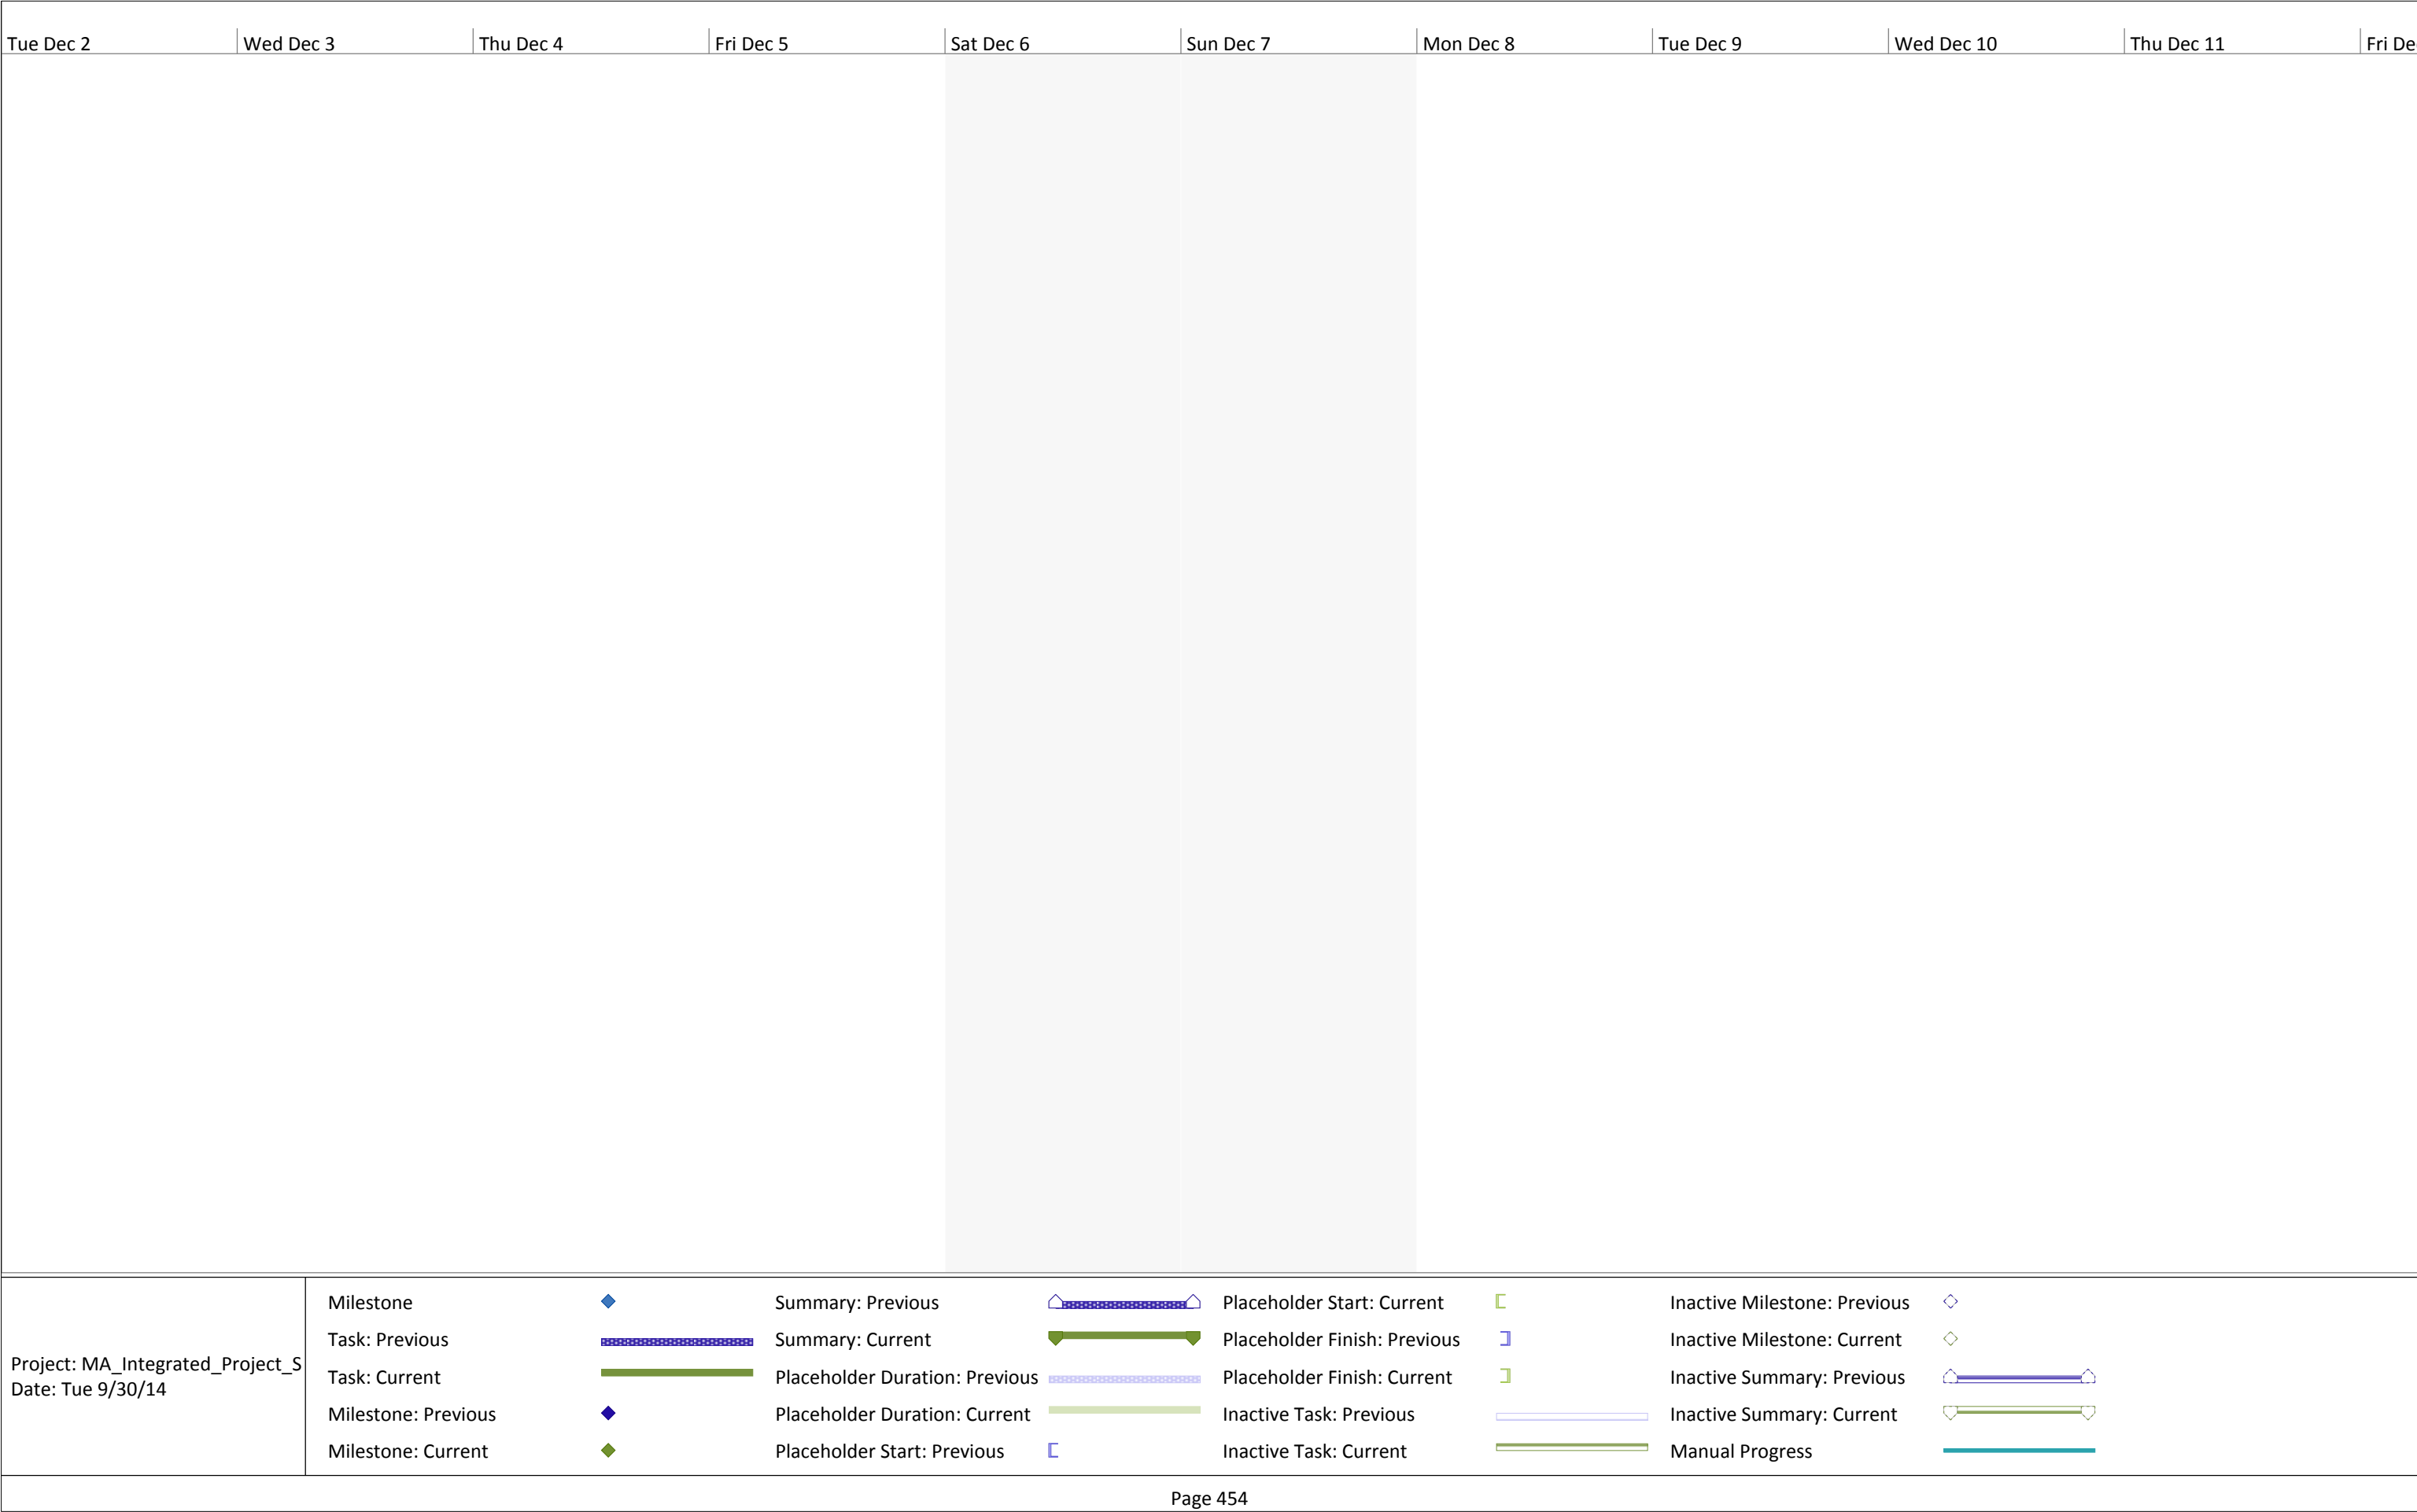 Tue Dec 2 Wed Dec 3 Thu Dec 4 Fri Dec 5 Sat Dec 6 Sun Dec 7 Mon Dec 8 Tue Dec 9 Wed Dec 10 Thu Dec 11 Fri De
Project: MA_Integrated_Project_S
Date: Tue 9/30/14
Milestone
Task: Previous
Task: Current
Milestone: Previous
Milestone: Current
Summary: Previous
Summary: Current
Placeholder Duration: Previous
Placeholder Duration: Current
Placeholder Start: Previous
Placeholder Start: Current
Placeholder Finish: Previous
Placeholder Finish: Current
Inactive Task: Previous
Inactive Task: Current
Inactive Milestone: Previous
Inactive Milestone: Current
Inactive Summary: Previous
Inactive Summary: Current
Manual Progress
Page 454